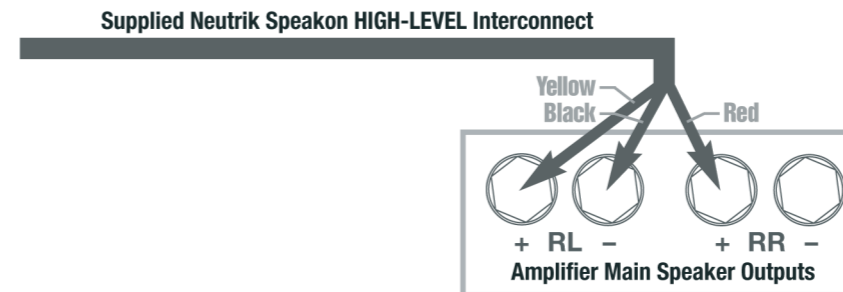 Supplied Neutrik Speakon HIGH-LEVEL Interconnect
Yellow
Black
Red
+ RL – + RR –
Amplifier Main Speaker Outputs